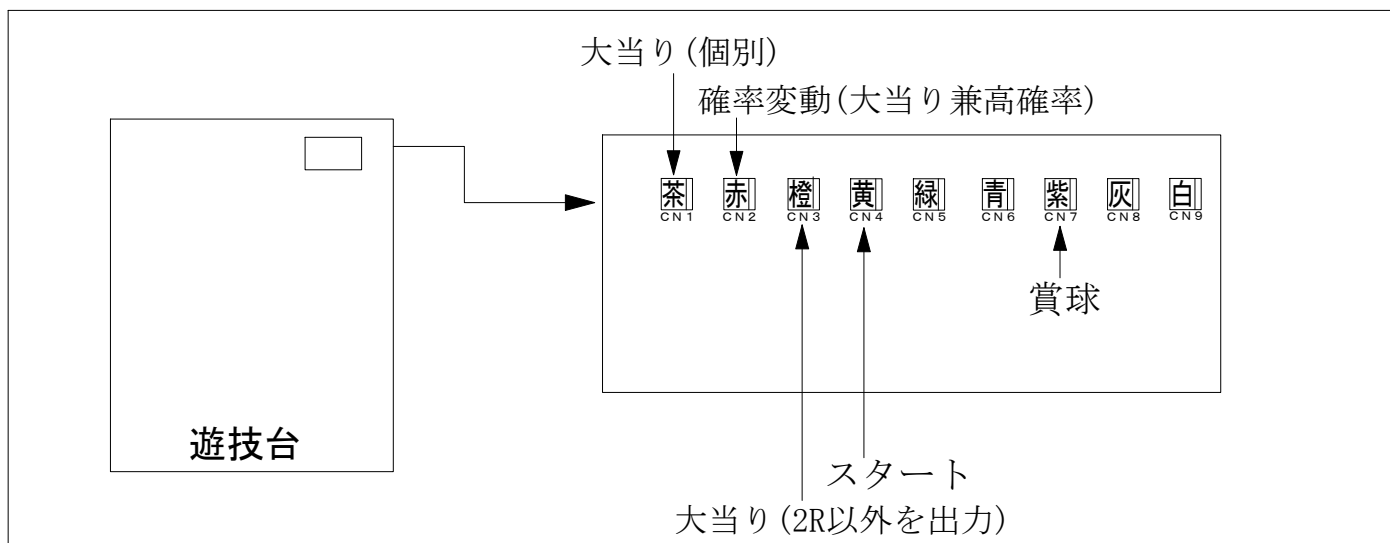 大当り(個別)
確率変動(大当り兼高確率)
茶 赤 橙 黄 緑 青 紫 灰 白
CN1 CN2 CN3 CN4 CN5 CN6 CN7 CN8 CN9
賞球
遊技台
スタート
大当り(2R以外を出力)